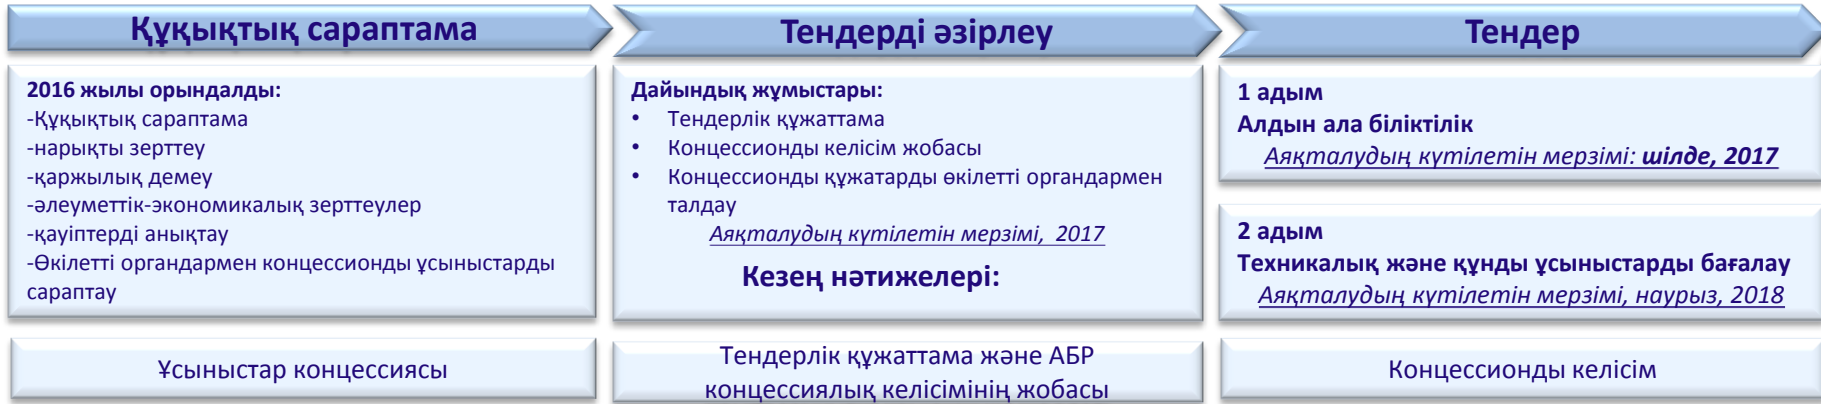 Құқықтық сараптама
2016 жылы орындалды:
-Құқықтық сараптама
-нарықты зерттеу
-қаржылық демеу
-әлеуметтік-экономикалық зерттеулер
-қауіптерді анықтау
-Өкілетті органдармен концессионды ұсыныстарды
сараптау
Ұсыныстар концессиясы
Тендерді әзірлеу
Дайындық жұмыстары:
• Тендерлік құжаттама
• Концессионды келісім жобасы
• Концессионды құжатарды өкілетті органдармен
талдау
Аяқталудың күтілетін мерзімі, 2017
Кезең нәтижелері:
Тендерлік құжаттама және АБР
концессиялық келісімінің жобасы
Тендер
1 адым
Алдын ала біліктілік
Аяқталудың күтілетін мерзімі: шілде, 2017
2 адым
Техникалық және құнды ұсыныстарды бағалау
Аяқталудың күтілетін мерзімі, наурыз, 2018
Концессионды келісім